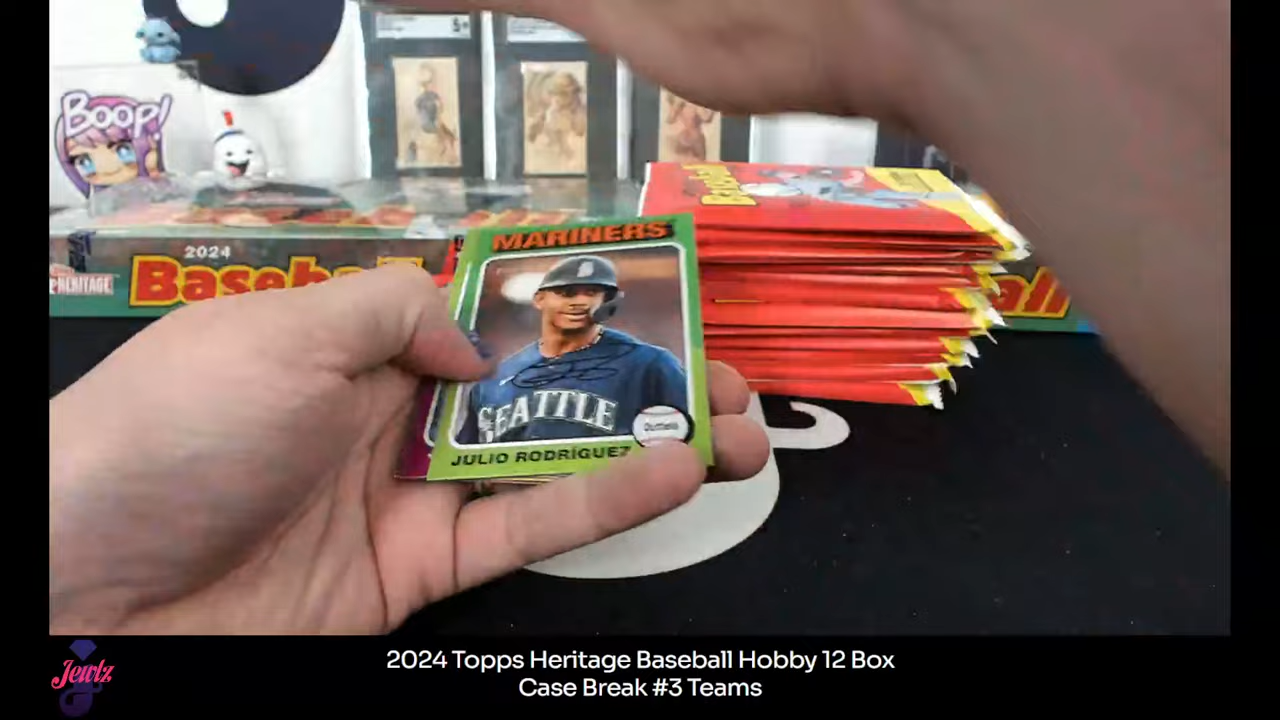 BOOP!
Baseball
MARINERS
2024
HERITAGE
Baseball
SEATTLE
Outfield
JULIO RODRÍGUEZ
Jewlz
2024 Topps Heritage Baseball Hobby 12 Box
Case Break #3 Teams